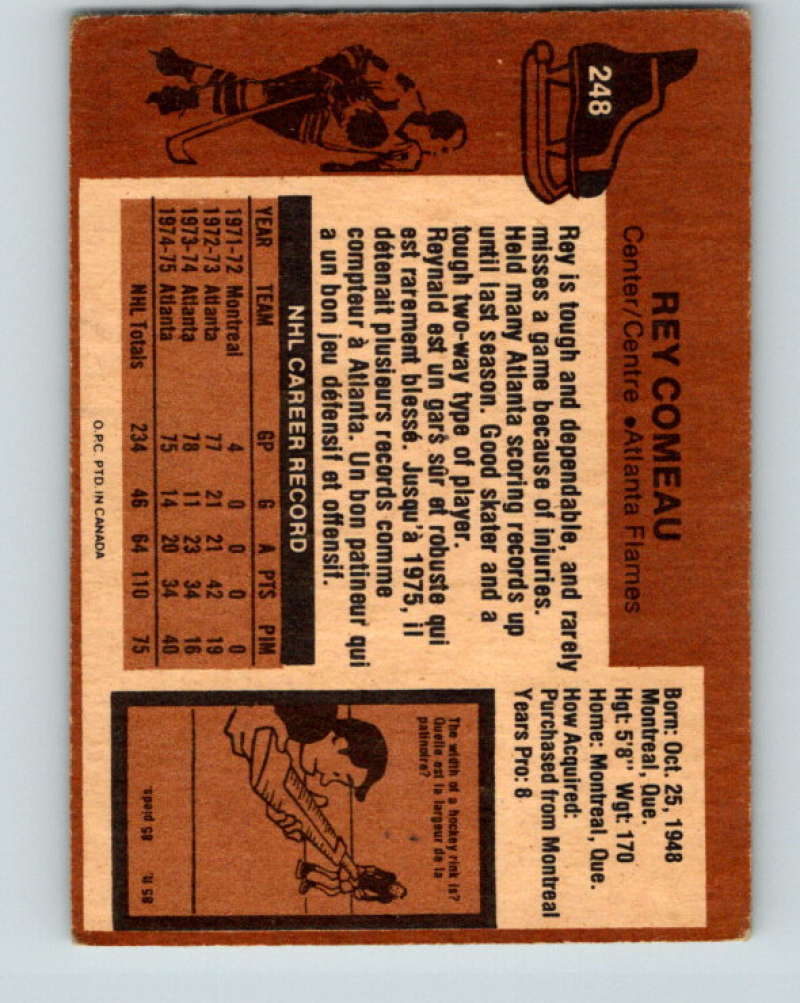 248
REY COMEAU
Center/Centre • Atlanta Flames
Rey is tough and dependable, and rarely
misses a game because of injuries.
Held many Atlanta scoring records up
until last season. Good skater and a
tough two-way type of player.
Reynald est un gars sûr et robuste qui
est rarement blessé. Jusqu'à 1975, il
détenait plusieurs records comme
compteur à Atlanta. Un bon patineur qui
a un bon jeu défensif et offensif.
NHL CAREER RECORD
YEAR TEAM GP G A PTS PIM
1971-72 Montreal 4 0 0 0 0
1972-73 Atlanta 77 21 21 42 19
1973-74 Atlanta 78 11 23 34 16
1974-75 Atlanta 75 14 20 34 40
NHL Totals 234 46 64 110 75
O.P.C. PTD. IN CANADA
Born: Oct. 25, 1948
Montreal, Que.
Hgt: 5'8" Wgt: 170
Home: Montreal, Que.
How Acquired:
Purchased from Montreal
Years Pro: 8
The width of a hockey rink is?
Quelle est la largeur de la
patinoire?
85 ft.
85 pieds.